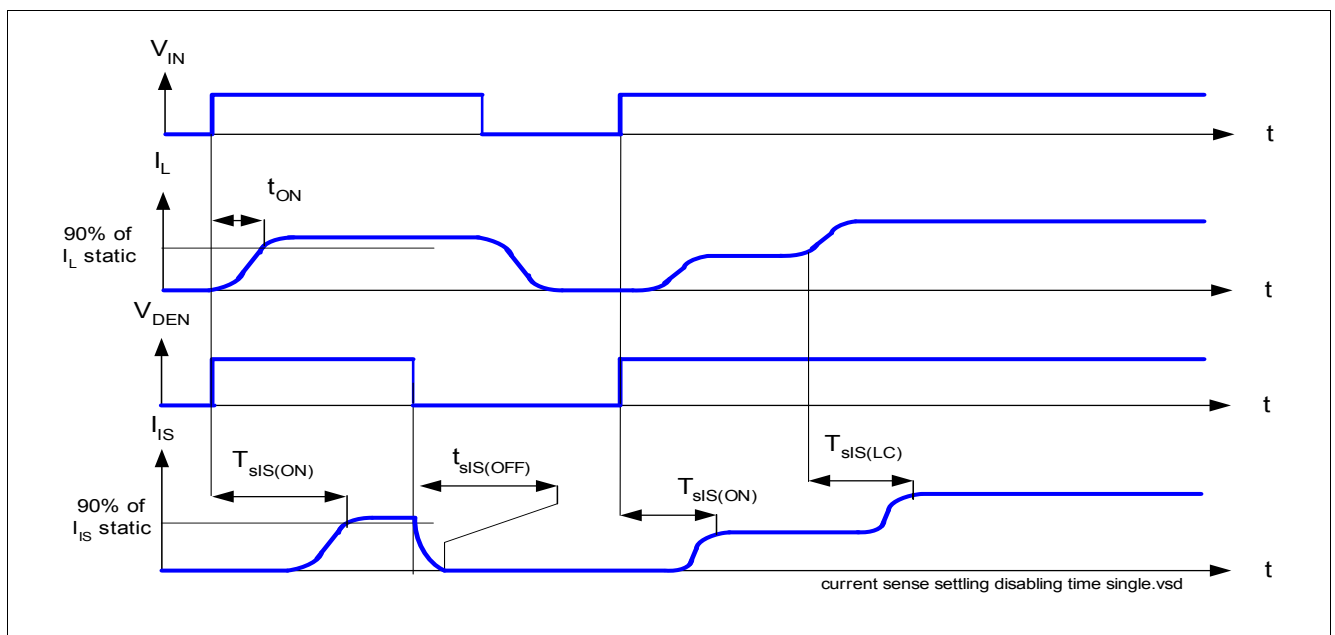 V_IN
t
I_L
t_ON
90% of
I_L static
t
V_DEN
t
I_IS
T_sIS(ON)
t_sIS(OFF)
T_sIS(ON)
T_sIS(LC)
90% of
I_IS static
t
current sense settling disabling time single.vsd